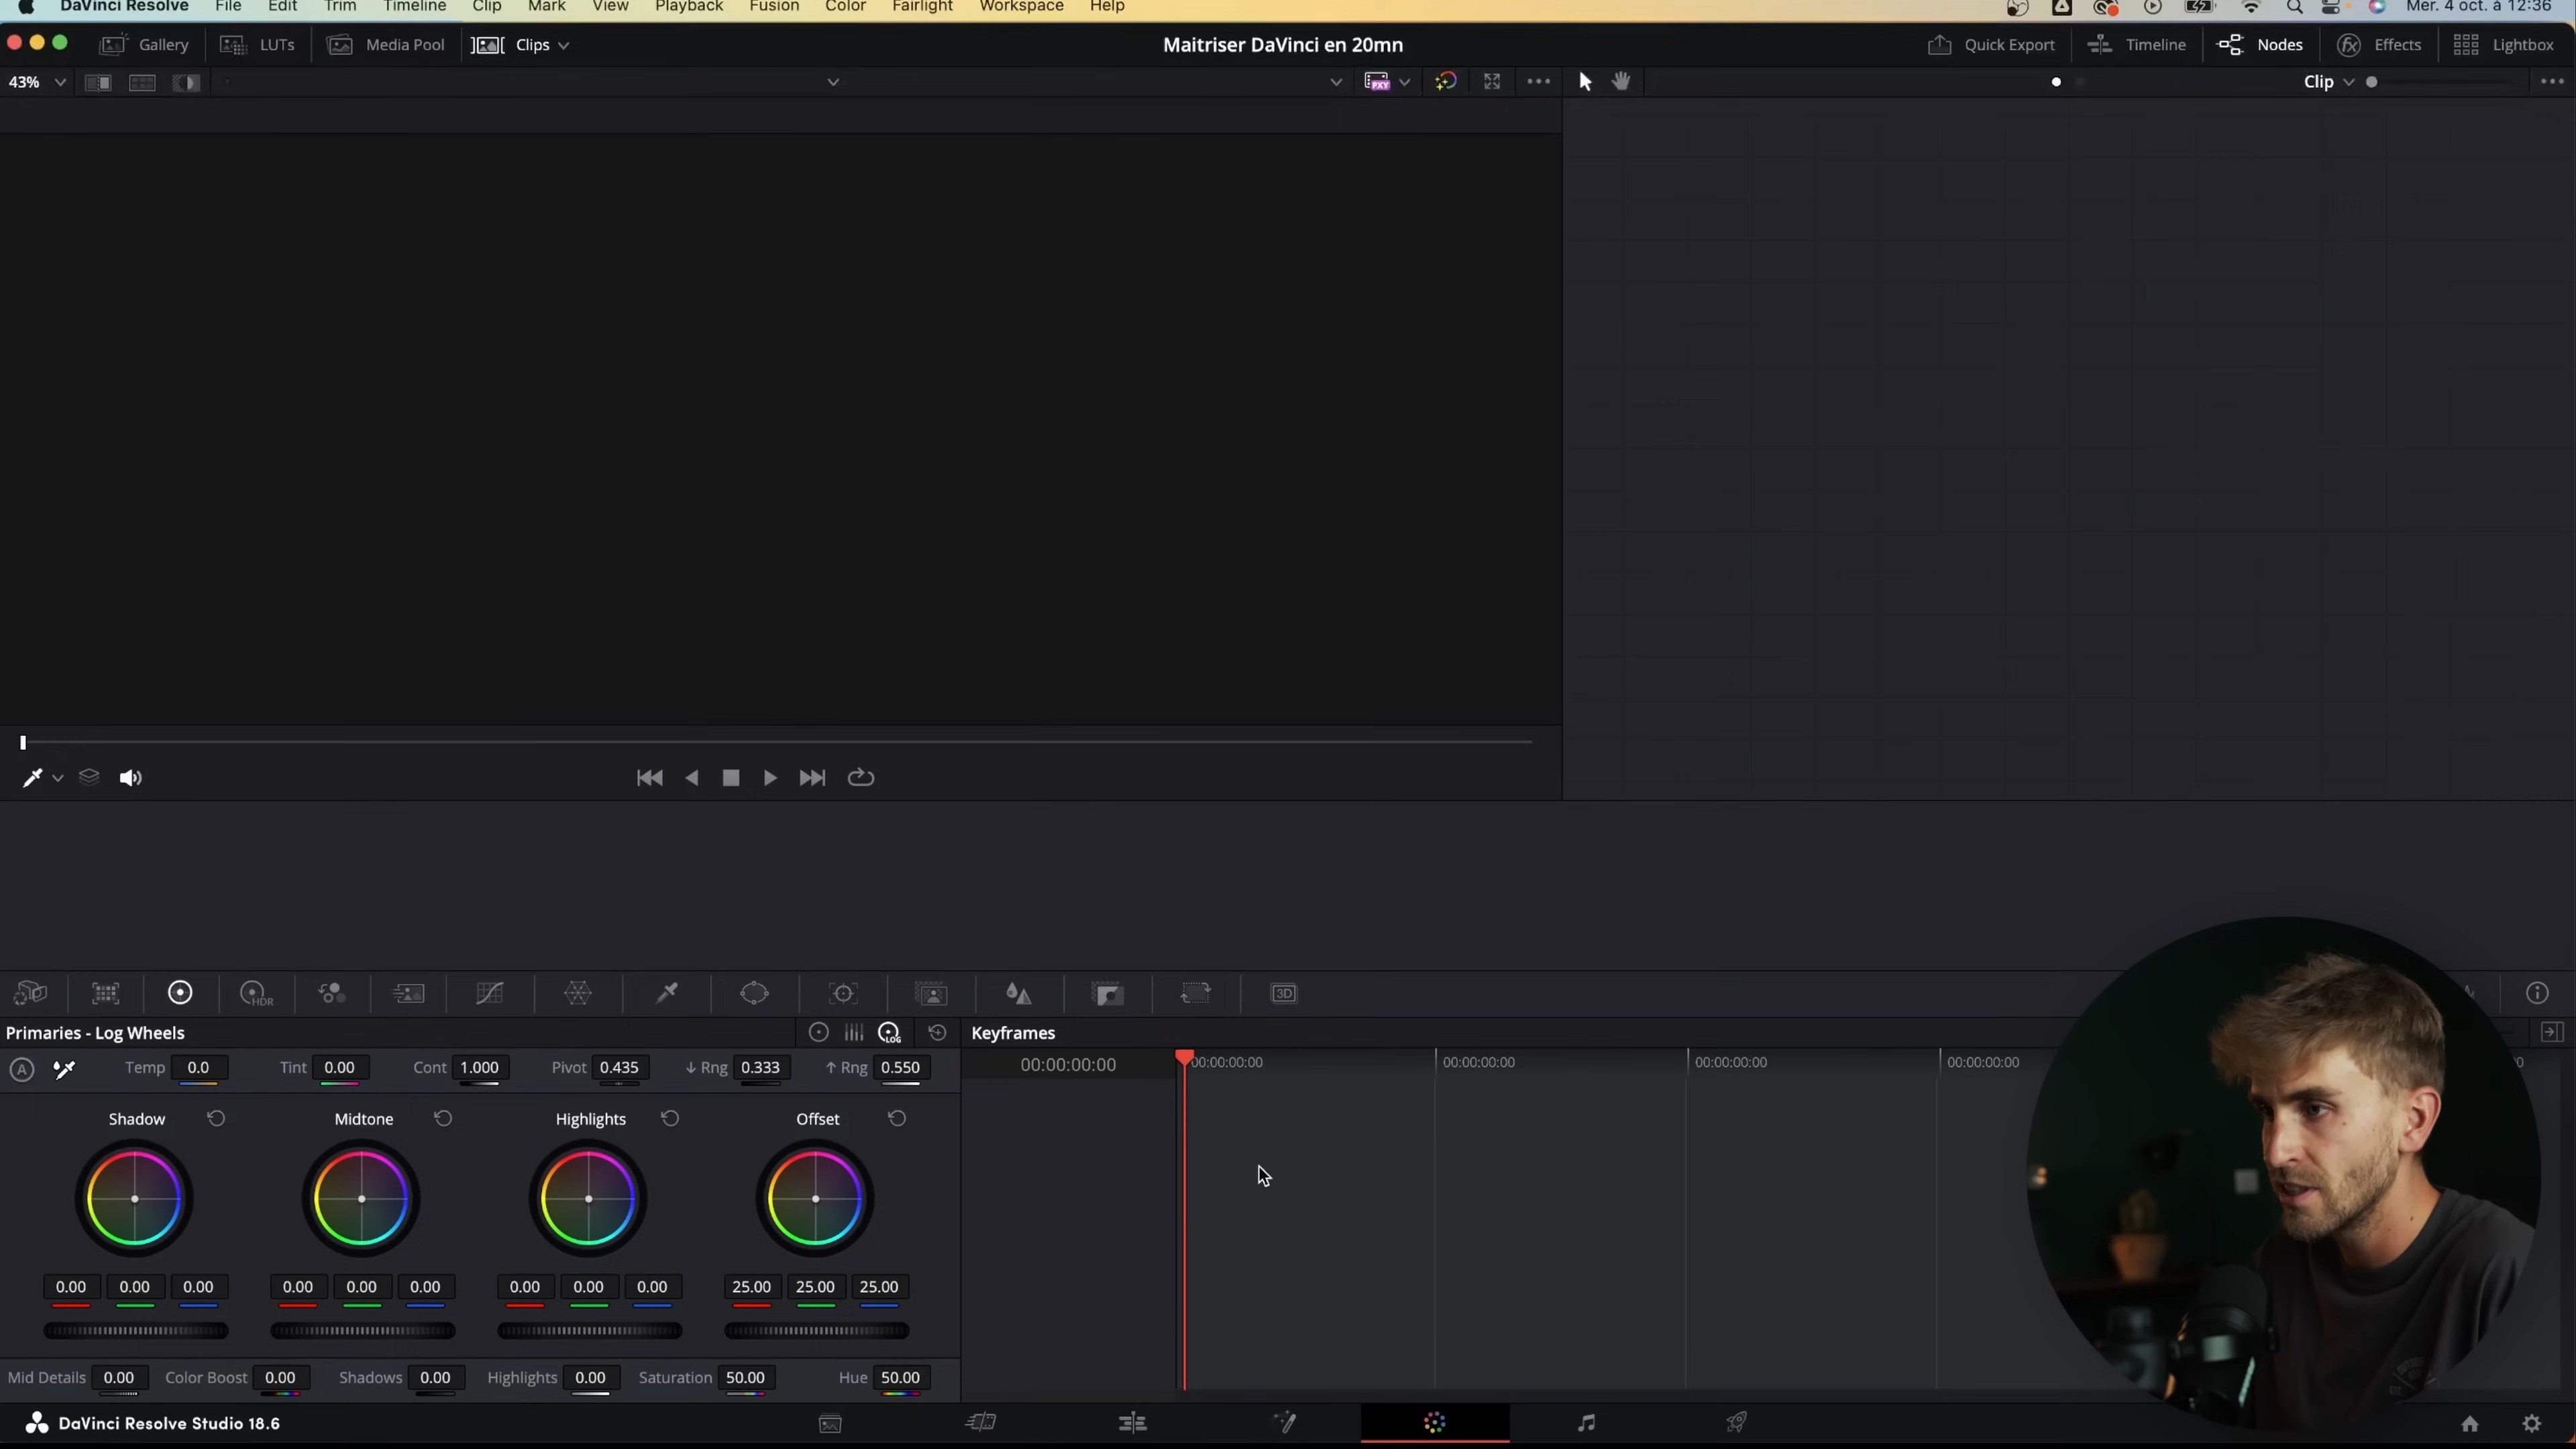 DaVinci Resolve File Edit Trim Timeline Clip Mark View Playback Fusion Color Fairlight Workspace Help Mer. 4 oct. à 12:36
Gallery LUTs Media Pool Clips Maitriser DaVinci en 20mn Quick Export Timeline Nodes Effects Lightbox
43% PXY Clip
HDR 3D
Primaries - Log Wheels LOG Keyframes
A Temp 0.0 Tint 0.00 Cont 1.000 Pivot 0.435 ↓ Rng 0.333 ↑ Rng 0.550 00:00:00:00 00:00:00:00 00:00:00:00 00:00:00:00 00:00:00:00
Shadow Midtone Highlights Offset
0.00 0.00 0.00 0.00 0.00 0.00 0.00 0.00 0.00 25.00 25.00 25.00
Mid Details 0.00 Color Boost 0.00 Shadows 0.00 Highlights 0.00 Saturation 50.00 Hue 50.00
DaVinci Resolve Studio 18.6